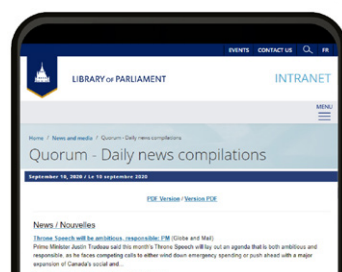 EVENTS CONTACT US FR
LIBRARY OF PARLIAMENT
INTRANET
MENU
Home / News and media / Quorum - Daily news compilations
Quorum - Daily news compilations
September 18, 2020 / Le 18 septembre 2020
PDF Version / Version PDF
News / Nouvelles
Throne Speech will be ambitious, responsible: PM (Globe and Mail)
Prime Minister Justin Trudeau said this month's Throne Speech will lay out an agenda that is both ambitious and
responsible, as he faces competing calls to either wind down emergency spending or push ahead with a major
expansion of Canada's social and...